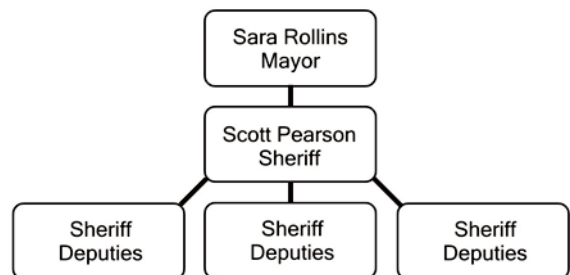 Sara Rollins
Mayor
Scott Pearson
Sheriff
Sheriff
Deputies
Sheriff
Deputies
Sheriff
Deputies